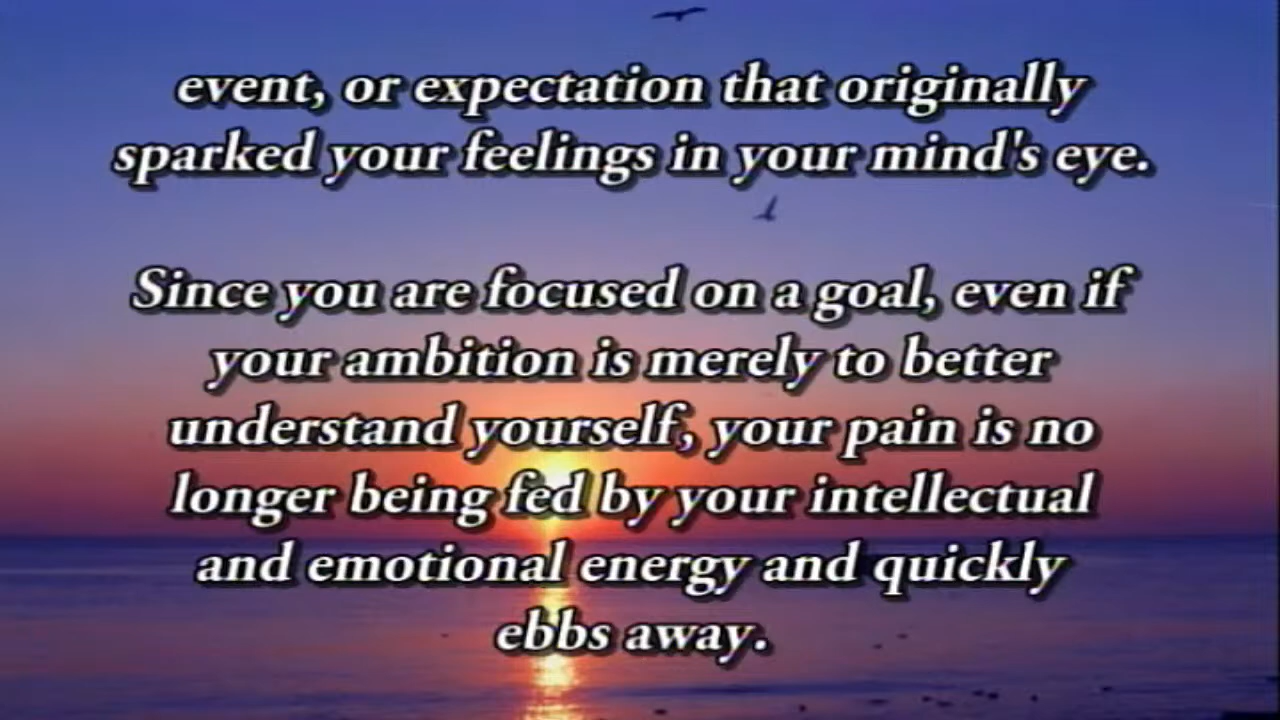 event, or expectation that originally
sparked your feelings in your mind's eye.
Since you are focused on a goal, even if
your ambition is merely to better
understand yourself, your pain is no
longer being fed by your intellectual
and emotional energy and quickly
ebbs away.